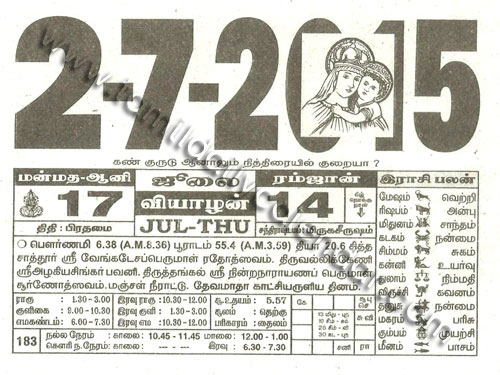 2-7-2015
கண் குருடு ஆனாலும் நித்திரையில் குறையா ?
மன்மத-ஆனி ஜூலை ரம்ஜான் இராசி பலன்
17 வியாழன் 14
திதி : பிரதமை JUL-THU சந்திராஷ்டமம்.மிருகசீருஷம்
மேஷம் வெற்றி
ரிஷபம் அன்பு
மிதுனம் சாந்தம்
கடகம் நன்மை
சிம்மம் சுகம்
கன்னி உயர்வு
துலாம் நட்பு
விருச்சி கவனம்
தனுசு நன்மை
மகரம் பரிசு
கும்பம் முயற்சி
மீனம் பாசம்
பௌர்ணமி 6.38 (A.M.8.36) பூராடம் 55.4 (A.M.3.59) தியா 20.6 சித்த
சாத்தூர் ஸ்ரீ வேங்கடேசப்பெருமாள் ரதோஸ்வம். திருவல்லிக்கேணி
ஸ்ரீஅழகியசிங்கர் பவனி. திருத்தங்கல் ஸ்ரீ நின்றநாராயணப் பெருமாள்
சூர்ணோத்ஸவம். மஞ்சள் நீராட்டு. தேவமாதா காட்சியருளிய தினம்.
ராகு : 1.30 - 3.00 இரவு ராகு :10.30 - 12.00 சூ.உதயம் : 5.57
குளிகை : 9.00 - 10.30 இரவு குளி : 1.30 - 3.00 சூலம் : தெற்கு
எமகண்டம் : 6.00 - 7.30 இரவு எம : 10.30 - 12.00 பரிகாரம் : தைலம்
183 நல்ல நேரம் : காலை : 10.45 - 11.45 மாலை : 12.00 - 1.00
கௌரி ந.நேரம் : காலை : --- இரவு : 6.30 - 7.30
www.tamildailycalendar.com